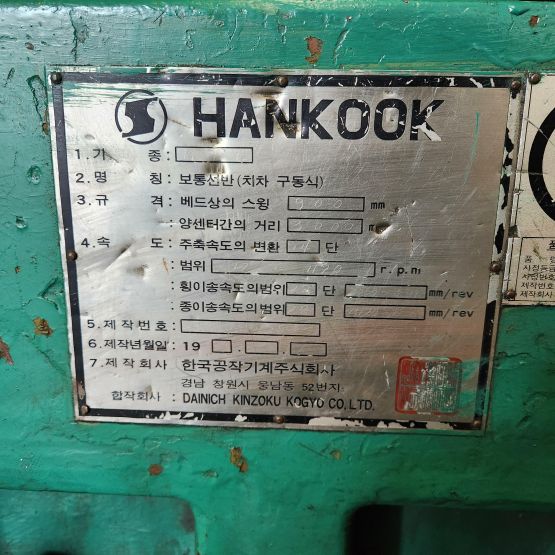 HANKOOK
1. 기 종 :
2. 명 칭 : 보통선반(치차 구동식)
3. 규 격 : 베드상의 스윙 mm
양센터간의 거리 mm
4. 속 도 : 주축속도의 변환 단
범위 r.p.m
횡이송속도의범위 단 mm/rev
종이송속도의범위 단 mm/rev
5. 제작번호 :
6. 제작년월일 : 19
7. 제작회사 : 한국공작기계주식회사
경남 창원시 웅남동 52번지
합작회사 : DAINICH KINZOKU KOGYO CO.,LTD.
제작회사